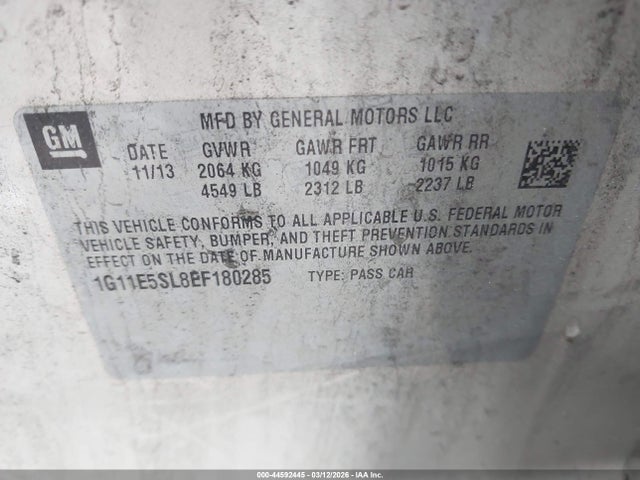 GM
MFD BY GENERAL MOTORS LLC
DATE GVWR GAWR FRT GAWR RR
11/13 2064 KG 1049 KG 1015 KG
4549 LB 2312 LB 2237 LB
THIS VEHICLE CONFORMS TO ALL APPLICABLE U.S. FEDERAL MOTOR
VEHICLE SAFETY, BUMPER, AND THEFT PREVENTION STANDARDS IN
EFFECT ON THE DATE OF MANUFACTURE SHOWN ABOVE.
1G11E5SL8EF180285 TYPE: PASS CAR
000-44592445 - 03/12/2026 - IAA Inc.